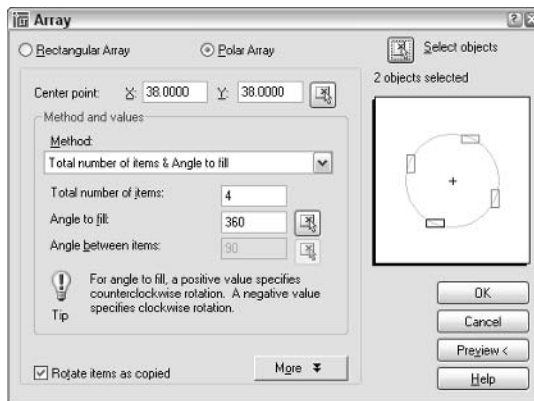 Array
Rectangular Array
Polar Array
Select objects
2 objects selected
Center point: X: 38.0000 Y: 38.0000
Method and values
Method:
Total number of items & Angle to fill
Total number of items: 4
Angle to fill: 360
Angle between items: 90
For angle to fill, a positive value specifies
counterclockwise rotation. A negative value
specifies clockwise rotation.
Tip
Rotate items as copied
More
OK
Cancel
Preview <
Help